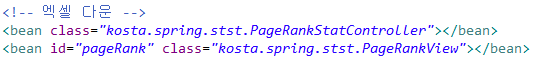 <!-- 엑셀 다운 -->
<bean class="kosta.spring.stst.PageRankStatController"></bean>
<bean id="pageRank" class="kosta.spring.stst.PageRankView"></bean>